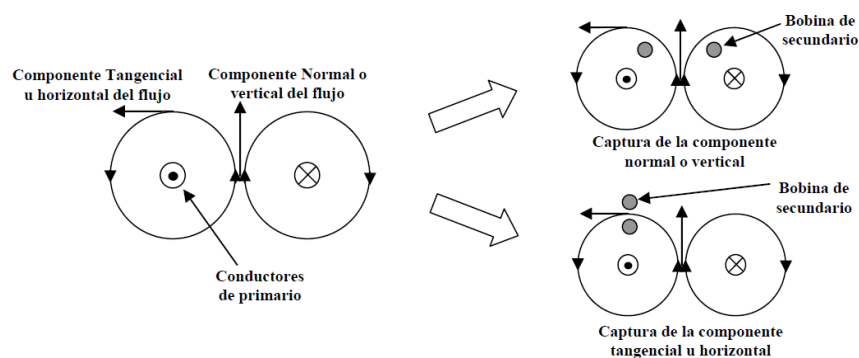 Componente Tangencial
u horizontal del flujo
Componente Normal o
vertical del flujo
Conductores
de primario
Bobina de
secundario
Captura de la componente
normal o vertical
Bobina de
secundario
Captura de la componente
tangencial u horizontal